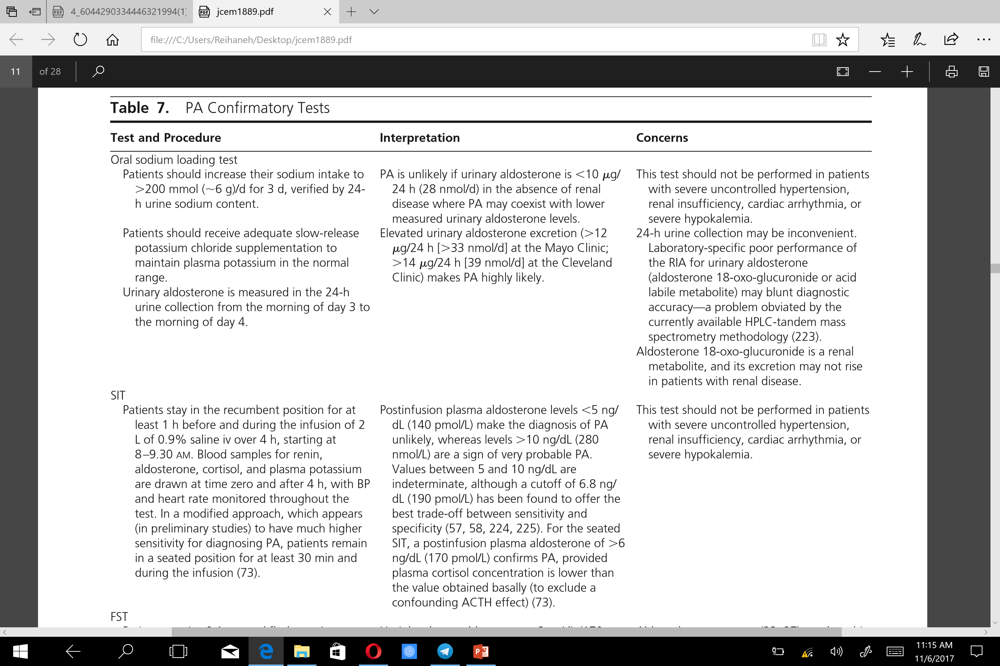 4_6044290334446321994(1)
jcem1889.pdf
file:///C:/Users/Reihaneh/Desktop/jcem1889.pdf
11 of 28
Table 7. PA Confirmatory Tests
Test and Procedure
Interpretation
Concerns
Oral sodium loading test
Patients should increase their sodium intake to
>200 mmol (~6 g)/d for 3 d, verified by 24-
h urine sodium content.
Patients should receive adequate slow-release
potassium chloride supplementation to
maintain plasma potassium in the normal
range.
Urinary aldosterone is measured in the 24-h
urine collection from the morning of day 3 to
the morning of day 4.
PA is unlikely if urinary aldosterone is <10 μg/
24 h (28 nmol/d) in the absence of renal
disease where PA may coexist with lower
measured urinary aldosterone levels.
Elevated urinary aldosterone excretion (>12
μg/24 h [>33 nmol/d] at the Mayo Clinic;
>14 μg/24 h [39 nmol/d] at the Cleveland
Clinic) makes PA highly likely.
This test should not be performed in patients
with severe uncontrolled hypertension,
renal insufficiency, cardiac arrhythmia, or
severe hypokalemia.
24-h urine collection may be inconvenient.
Laboratory-specific poor performance of
the RIA for urinary aldosterone
(aldosterone 18-oxo-glucuronide or acid
labile metabolite) may blunt diagnostic
accuracy—a problem obviated by the
currently available HPLC-tandem mass
spectrometry methodology (223).
Aldosterone 18-oxo-glucuronide is a renal
metabolite, and its excretion may not rise
in patients with renal disease.
SIT
Patients stay in the recumbent position for at
least 1 h before and during the infusion of 2
L of 0.9% saline iv over 4 h, starting at
8–9.30 AM. Blood samples for renin,
aldosterone, cortisol, and plasma potassium
are drawn at time zero and after 4 h, with BP
and heart rate monitored throughout the
test. In a modified approach, which appears
(in preliminary studies) to have much higher
sensitivity for diagnosing PA, patients remain
in a seated position for at least 30 min and
during the infusion (73).
Postinfusion plasma aldosterone levels <5 ng/
dL (140 pmol/L) make the diagnosis of PA
unlikely, whereas levels >10 ng/dL (280
nmol/L) are a sign of very probable PA.
Values between 5 and 10 ng/dL are
indeterminate, although a cutoff of 6.8 ng/
dL (190 pmol/L) has been found to offer the
best trade-off between sensitivity and
specificity (57, 58, 224, 225). For the seated
SIT, a postinfusion plasma aldosterone of >6
ng/dL (170 pmol/L) confirms PA, provided
plasma cortisol concentration is lower than
the value obtained basally (to exclude a
confounding ACTH effect) (73).
This test should not be performed in patients
with severe uncontrolled hypertension,
renal insufficiency, cardiac arrhythmia, or
severe hypokalemia.
FST
11:15 AM
11/6/2017